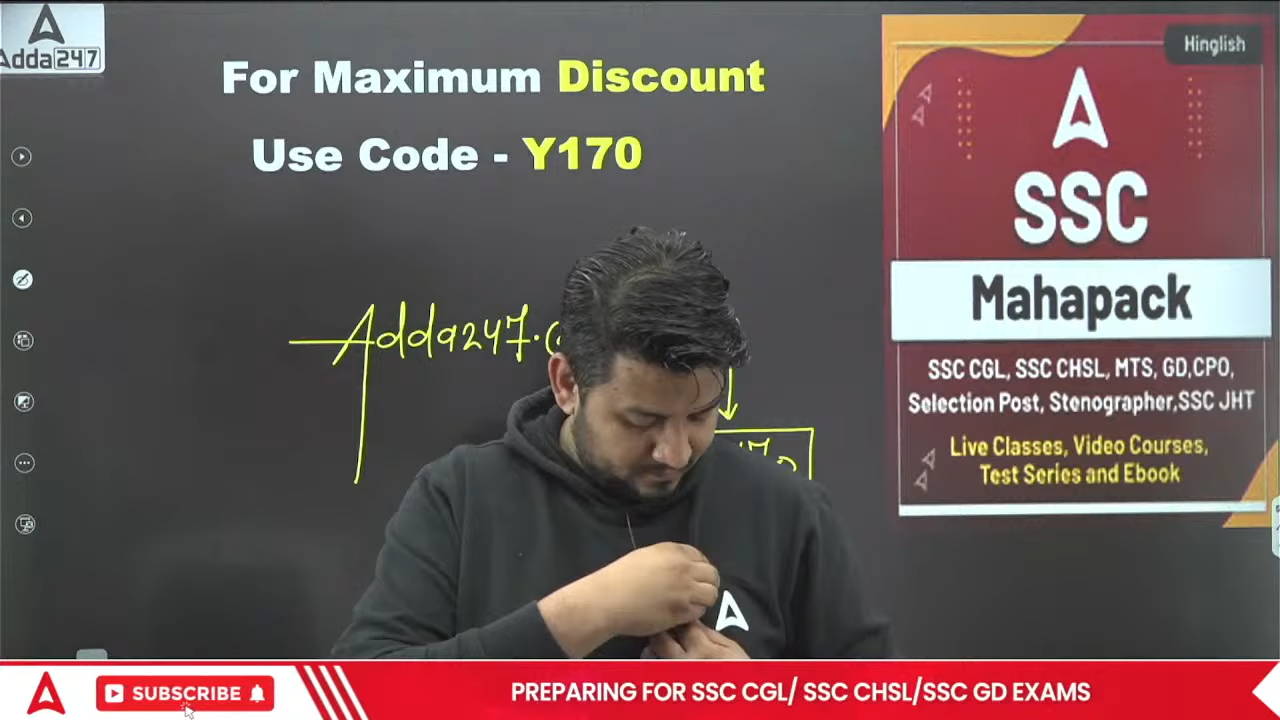 Adda247
For Maximum Discount
Use Code - Y170
Adda247.
Hinglish
SSC
Mahapack
SSC CGL, SSC CHSL, MTS, GD,CPO,
Selection Post, Stenographer,SSC JHT
Live Classes, Video Courses,
Test Series and Ebook
SUBSCRIBE
PREPARING FOR SSC CGL/ SSC CHSL/SSC GD EXAMS